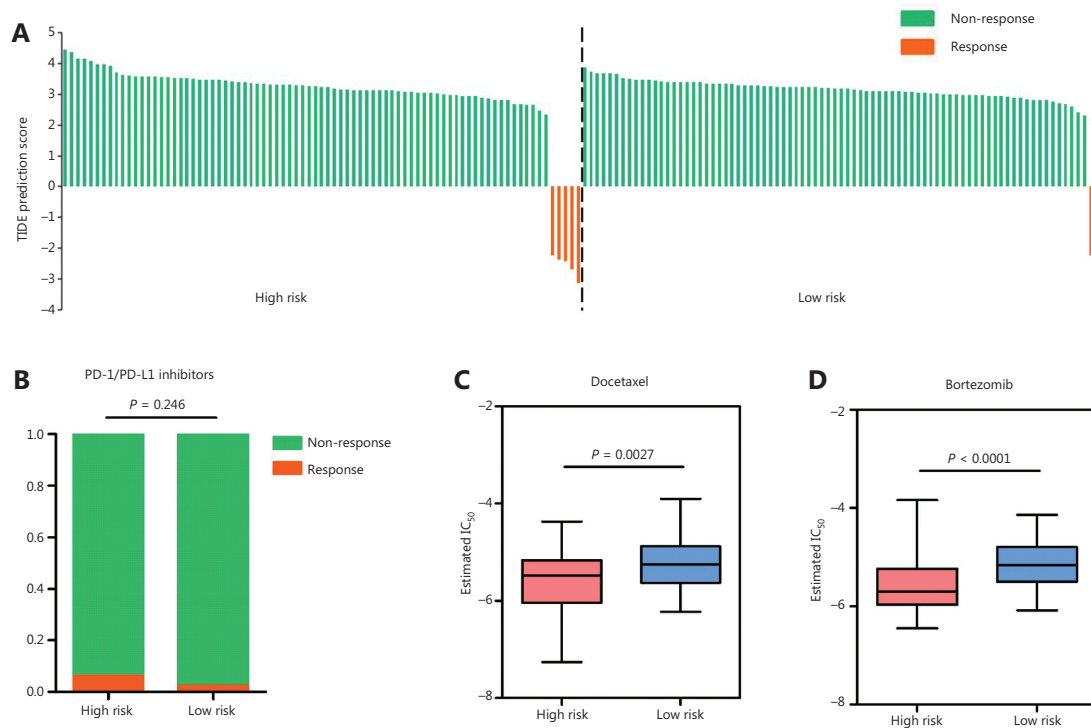 A
Non-response
Response
5
4
3
2
1
0
−1
−2
−3
−4
TIDE prediction score
High risk
Low risk
B
PD-1/PD-L1 inhibitors
P = 0.246
1.0
0.8
0.6
0.4
0.2
0.0
High risk
Low risk
Non-response
Response
C
Docetaxel
P = 0.0027
−2
−4
−6
−8
Estimated IC50
High risk
Low risk
D
Bortezomib
P < 0.0001
−2
−4
−6
−8
Estimated IC50
High risk
Low risk